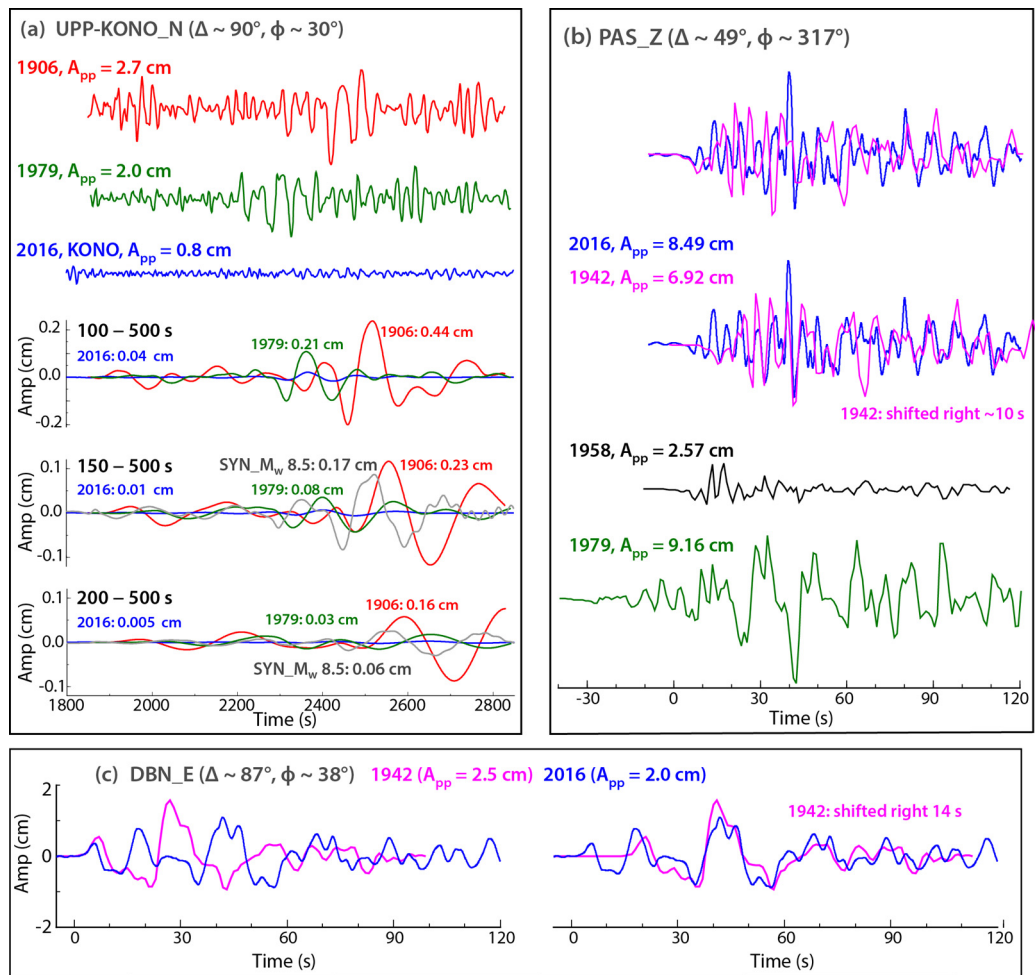 (a) UPP-KONO_N (Δ ~ 90°, ϕ ~ 30°)
1906, App = 2.7 cm
1979, App = 2.0 cm
2016, KONO, App = 0.8 cm
100 – 500 s
2016: 0.04 cm
1979: 0.21 cm
1906: 0.44 cm
Amp (cm)
0.2
0.0
-0.2
150 – 500 s
2016: 0.01 cm
SYN_Mw 8.5: 0.17 cm
1979: 0.08 cm
1906: 0.23 cm
Amp (cm)
0.1
0.0
-0.1
200 – 500 s
2016: 0.005 cm
1979: 0.03 cm
1906: 0.16 cm
SYN_Mw 8.5: 0.06 cm
Amp (cm)
0.1
0.0
-0.1
1800 2000 2200 2400 2600 2800
Time (s)
(b) PAS_Z (Δ ~ 49°, ϕ ~ 317°)
2016, App = 8.49 cm
1942, App = 6.92 cm
1942: shifted right ~10 s
1958, App = 2.57 cm
1979, App = 9.16 cm
-30 0 30 60 90 120
Time (s)
(c) DBN_E (Δ ~ 87°, ϕ ~ 38°) 1942 (App = 2.5 cm) 2016 (App = 2.0 cm)
1942: shifted right 14 s
Amp (cm)
2
0
-2
0 30 60 90 120
Time (s)
0 30 60 90 120
Time (s)